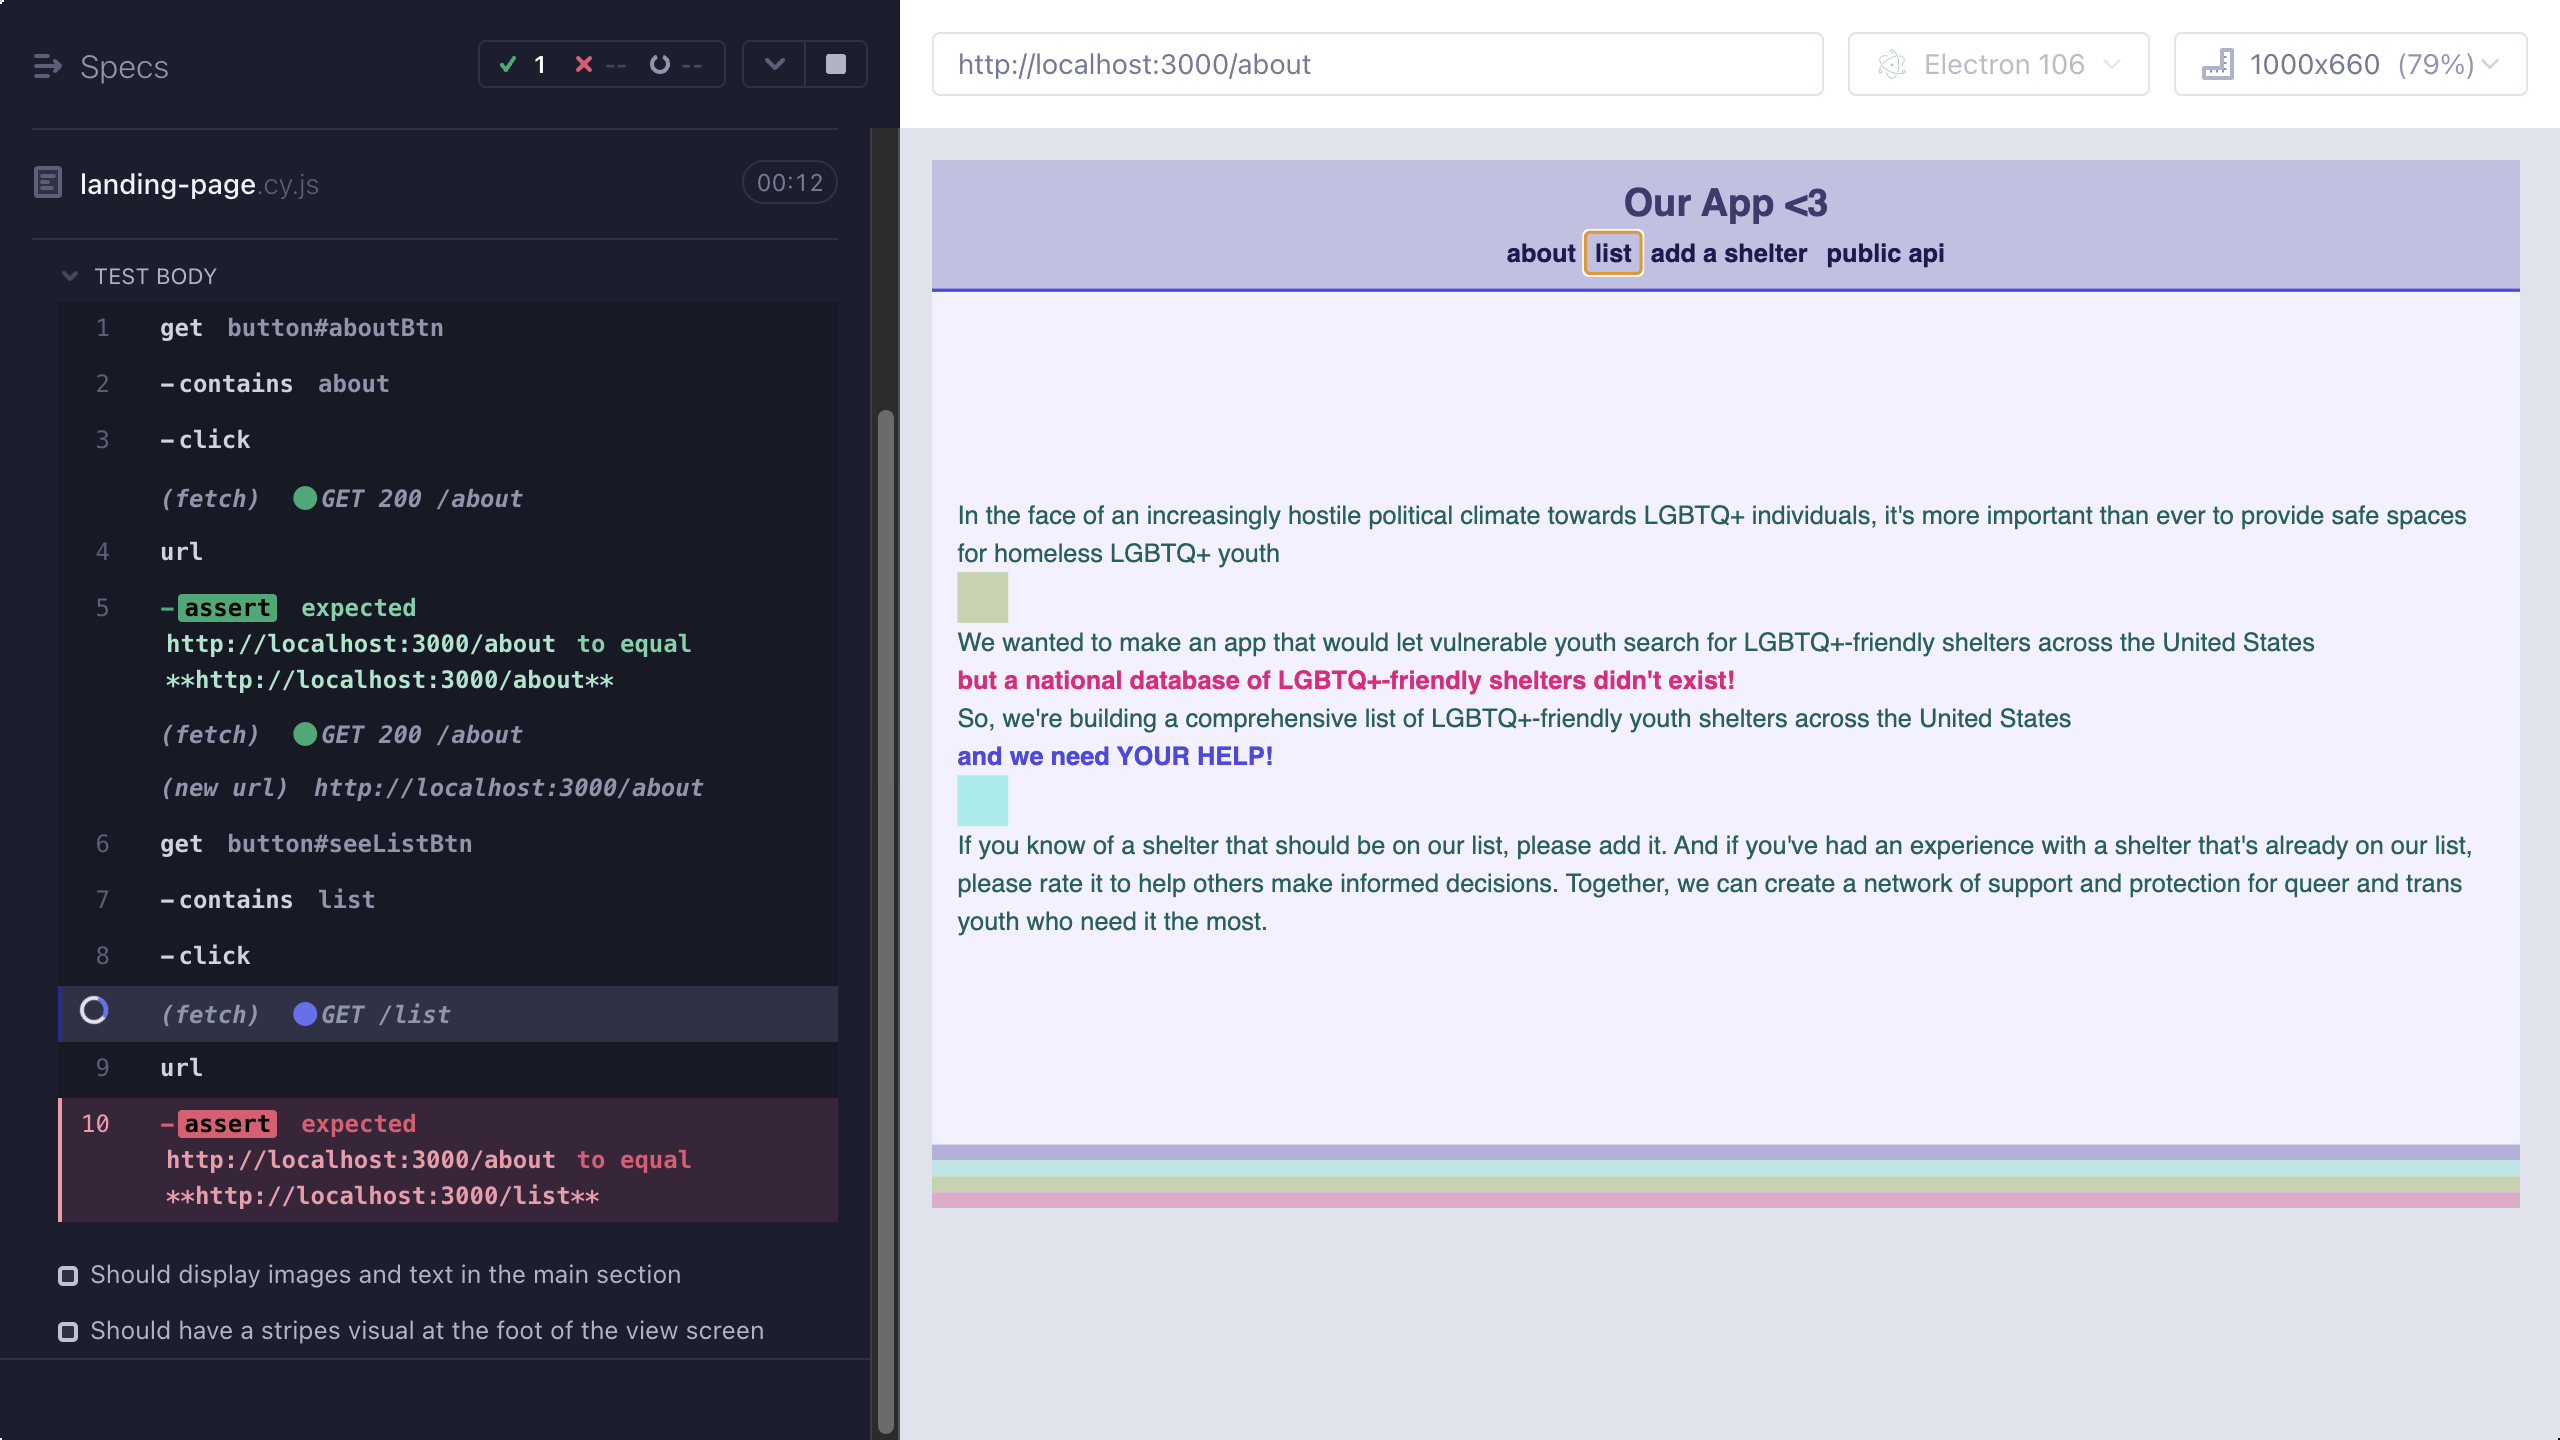 Specs
1 -- --
landing-page.cy.js
00:12
TEST BODY
1 get button#aboutBtn
2 -contains about
3 -click
(fetch) GET 200 /about
4 url
5 -assert expected
http://localhost:3000/about to equal
**http://localhost:3000/about**
(fetch) GET 200 /about
(new url) http://localhost:3000/about
6 get button#seeListBtn
7 -contains list
8 -click
(fetch) GET /list
9 url
10 -assert expected
http://localhost:3000/about to equal
**http://localhost:3000/list**
Should display images and text in the main section
Should have a stripes visual at the foot of the view screen
http://localhost:3000/about
Electron 106
1000x660 (79%)
Our App <3
about list add a shelter public api
In the face of an increasingly hostile political climate towards LGBTQ+ individuals, it's more important than ever to provide safe spaces
for homeless LGBTQ+ youth
We wanted to make an app that would let vulnerable youth search for LGBTQ+-friendly shelters across the United States
but a national database of LGBTQ+-friendly shelters didn't exist!
So, we're building a comprehensive list of LGBTQ+-friendly youth shelters across the United States
and we need YOUR HELP!
If you know of a shelter that should be on our list, please add it. And if you've had an experience with a shelter that's already on our list,
please rate it to help others make informed decisions. Together, we can create a network of support and protection for queer and trans
youth who need it the most.